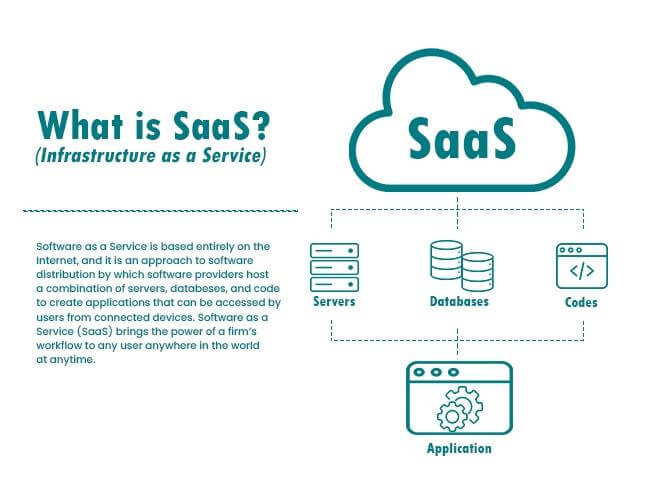 What is SaaS?
(Infrastructure as a Service)
Software as a Service is based entirely on the
Internet, and it is an approach to software
distribution by which software providers host
a combination of servers, databeses, and code
to create applications that can be accessed by
users from connected devices. Software as a
Service (SaaS) brings the power of a firm's
workflow to any user anywhere in the world
at anytime.
SaaS
Servers
Databases
</>
Codes
Application